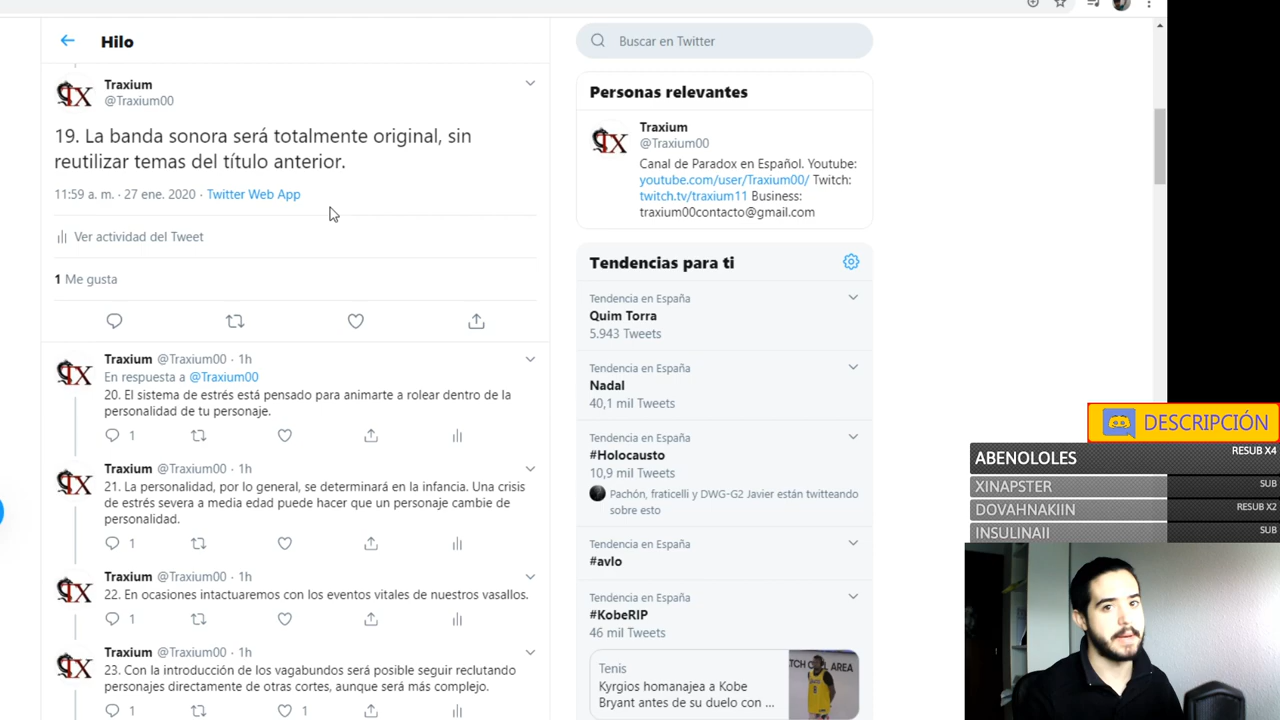 Hilo
Traxium
@Traxium00
19. La banda sonora será totalmente original, sin
reutilizar temas del título anterior.
11:59 a. m. · 27 ene. 2020 · Twitter Web App
Ver actividad del Tweet
1 Me gusta
Traxium @Traxium00 · 1h
En respuesta a @Traxium00
20. El sistema de estrés está pensado para animarte a rolear dentro de la
personalidad de tu personaje.
1
Traxium @Traxium00 · 1h
21. La personalidad, por lo general, se determinará en la infancia. Una crisis
de estrés severa a media edad puede hacer que un personaje cambie de
personalidad.
1
Traxium @Traxium00 · 1h
22. En ocasiones intactuaremos con los eventos vitales de nuestros vasallos.
1
Traxium @Traxium00 · 1h
23. Con la introducción de los vagabundos será posible seguir reclutando
personajes directamente de otras cortes, aunque será más complejo.
1 1
Buscar en Twitter
Personas relevantes
Traxium
@Traxium00
Canal de Paradox en Español. Youtube:
youtube.com/user/Traxium00/ Twitch:
twitch.tv/traxium11 Business:
traxium00contacto@gmail.com
Tendencias para ti
Tendencia en España
Quim Torra
5.943 Tweets
Tendencia en España
Nadal
40,1 mil Tweets
Tendencia en España
#Holocausto
10,9 mil Tweets
Pachón, fraticelli y DWG-G2 Javier están twitteando
sobre esto
Tendencia en España
#avlo
Tendencia en España
#KobeRIP
46 mil Tweets
Tenis
Kyrgios homanajea a Kobe
Bryant antes de su duelo con ...
TCH CO AREA
8
DESCRIPCIÓN
ABENOLOLES RESUB X4
XINAPSTER SUB
DOVAHNAKIIN RESUB X2
INSULINAII SUB